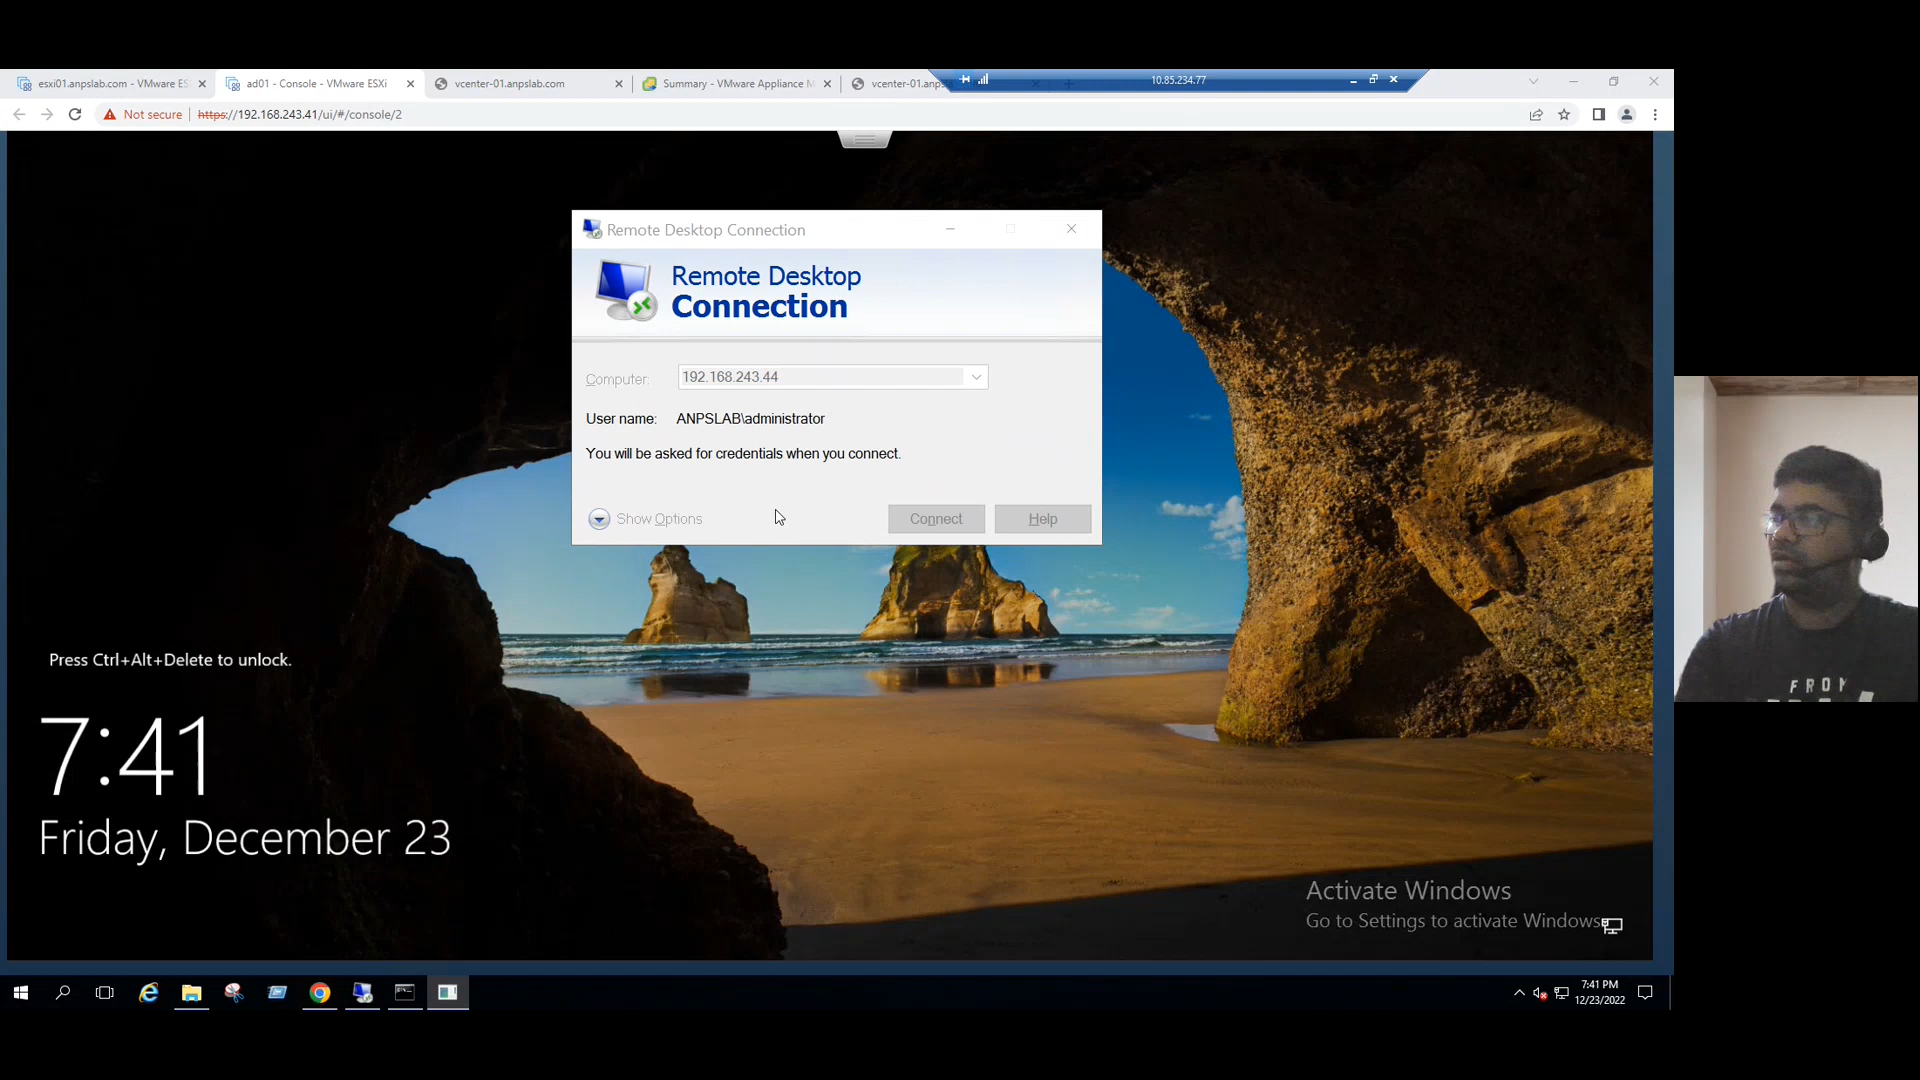 esxi01.anpslab.com - VMware ES
ad01 - Console - VMware ESXi
vcenter-01.anpslab.com
Summary - VMware Appliance M
vcenter-01.anps
10.85.234.77
Not secure
https://192.168.243.41/ui/#/console/2
Remote Desktop Connection
Remote Desktop
Connection
Computer:
192.168.243.44
User name:
ANPSLAB\administrator
You will be asked for credentials when you connect.
Show Options
Connect
Help
Press Ctrl+Alt+Delete to unlock.
7:41
Friday, December 23
Activate Windows
Go to Settings to activate Windows
FROM
7:41 PM
12/23/2022